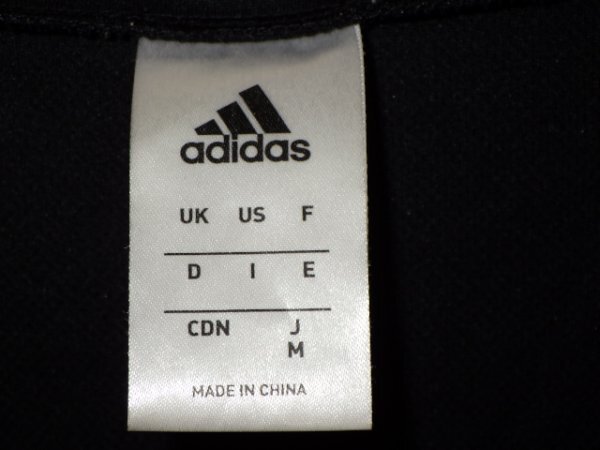 adidas
UK US F
D I E
CDN J
M
MADE IN CHINA